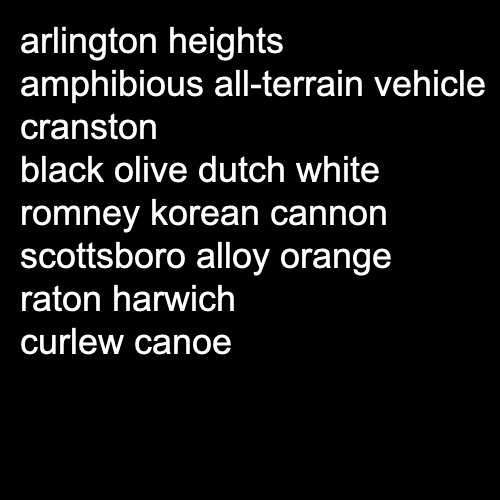 arlington heights
amphibious all-terrain vehicle
cranston
black olive dutch white
romney korean cannon
scottsboro alloy orange
raton harwich
curlew canoe